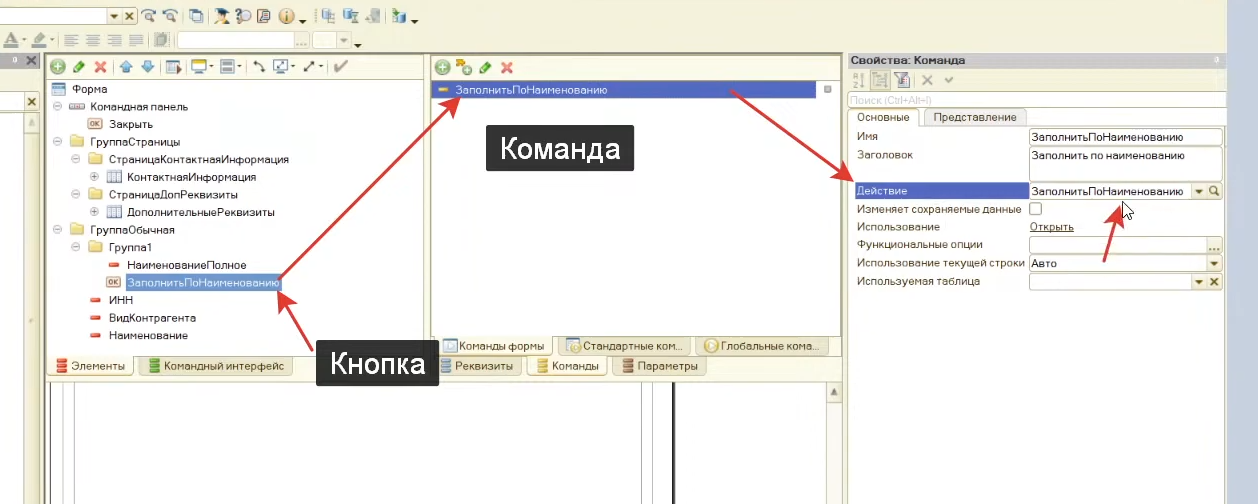 Свойства: Команда
Форма
Командная панель
Закрыть
ГруппаСтраницы
СтраницаКонтактнаяИнформация
КонтактнаяИнформация
СтраницаДопРеквизиты
ДополнительныеРеквизиты
ГруппаОбычная
Группа1
НаименованиеПолное
ЗаполнитьПоНаименованию
ИНН
ВидКонтрагента
Наименование
Кнопка
Элементы
Командный интерфейс
ЗаполнитьПоНаименованию
Команда
Команды формы
Стандартные ком...
Глобальные кома...
Реквизиты
Команды
Параметры
Поиск (Ctrl+Alt+I)
Основные
Представление
Имя
ЗаполнитьПоНаименованию
Заголовок
Заполнить по наименованию
Действие
ЗаполнитьПоНаименованию
Изменяет сохраняемые данные
Использование
Открыть
Функциональные опции
Использование текущей строки
Авто
Используемая таблица